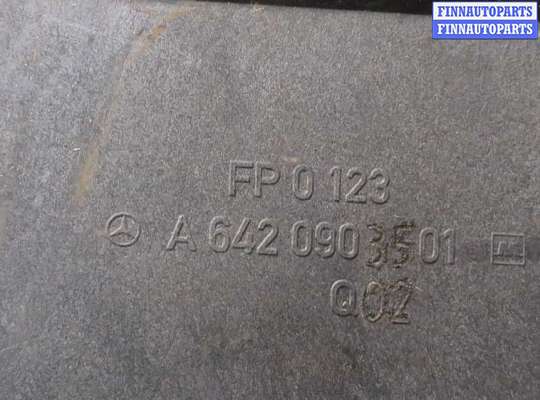 FINNAUTOPARTS
FINNAUTOPARTS
FP 0 123
A 642 090 35 01
Q02